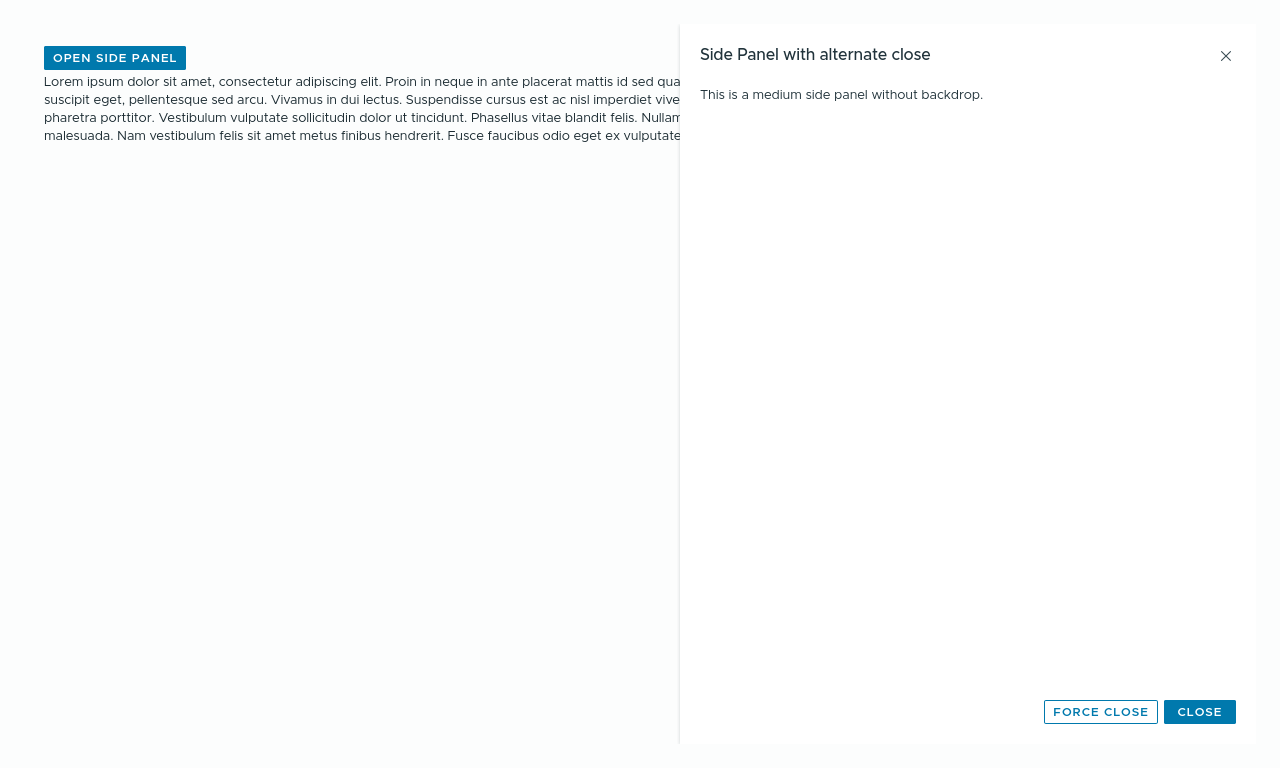 OPEN SIDE PANEL
Lorem ipsum dolor sit amet, consectetur adipiscing elit. Proin in neque in ante placerat mattis id sed
suscipit eget, pellentesque sed arcu. Vivamus in dui lectus. Suspendisse cursus est ac nisl imperdiet
pharetra porttitor. Vestibulum vulputate sollicitudin dolor ut tincidunt. Phasellus vitae blandit felis. Nullam
malesuada. Nam vestibulum felis sit amet metus finibus hendrerit. Fusce faucibus odio eget ex vulputate
Side Panel with alternate close
This is a medium side panel without backdrop.
FORCE CLOSE
CLOSE